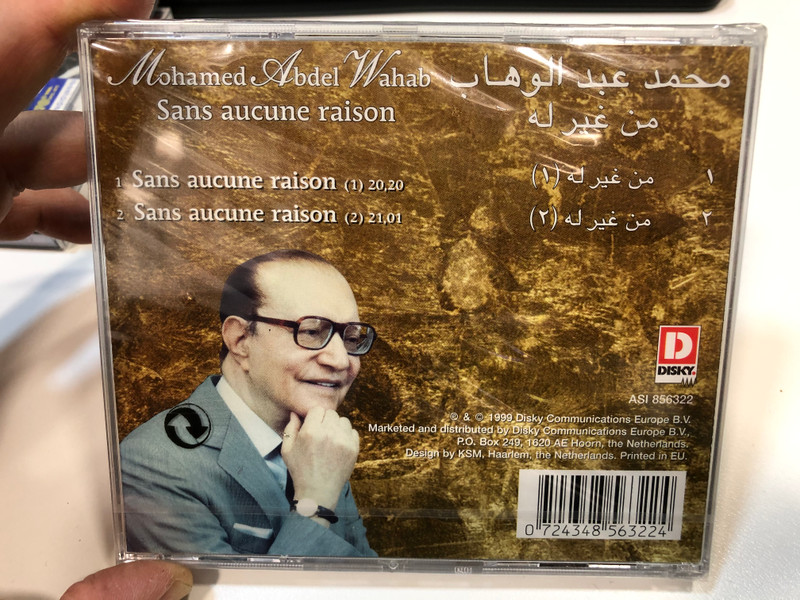 Mohamed Abdel Wahab
محمد عبد الوهاب
Sans aucune raison
من غير له
1 Sans aucune raison (1) 20,20
من غير له (١) ١
2 Sans aucune raison (2) 21,01
من غير له (٢) ٢
D
DISKY
ASI 856322
℗ & © 1999 Disky Communications Europe B.V.
Marketed and distributed by Disky Communications Europe B.V.,
P.O. Box 249, 1620 AE Hoorn, the Netherlands.
Design by KSM, Haarlem, the Netherlands. Printed in EU.
0 724348 563224